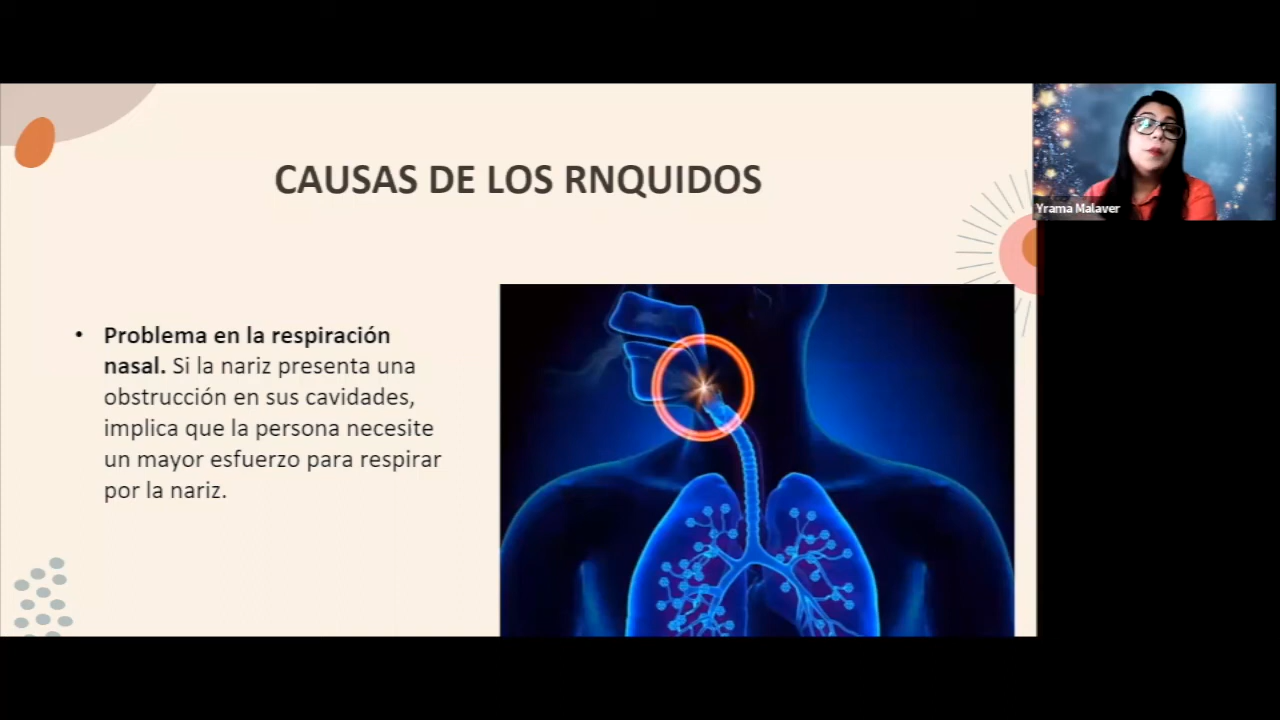 CAUSAS DE LOS RNQUIDOS
Yrama Malaver
• Problema en la respiración
nasal. Si la nariz presenta una
obstrucción en sus cavidades,
implica que la persona necesite
un mayor esfuerzo para respirar
por la nariz.